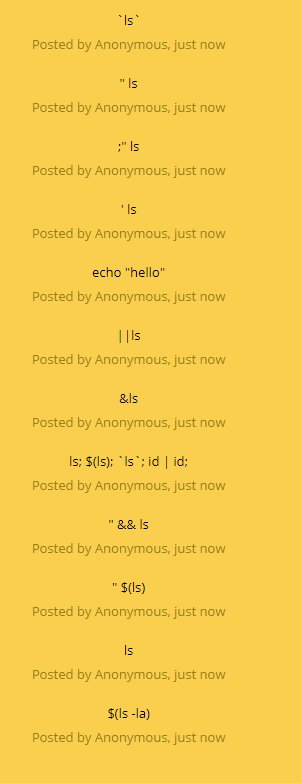 `ls`
Posted by Anonymous, just now
" ls
Posted by Anonymous, just now
;" ls
Posted by Anonymous, just now
' ls
Posted by Anonymous, just now
echo "hello"
Posted by Anonymous, just now
||ls
Posted by Anonymous, just now
&ls
Posted by Anonymous, just now
ls; $(ls); `ls`; id | id;
Posted by Anonymous, just now
" && ls
Posted by Anonymous, just now
" $(ls)
Posted by Anonymous, just now
ls
Posted by Anonymous, just now
$(ls -la)
Posted by Anonymous, just now